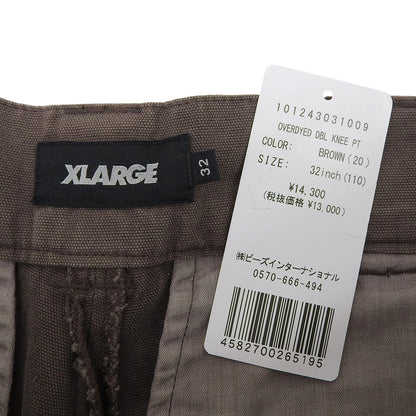 XLARGE
32
101243031009
OVERDYED DBL KNEE PT
COLOR: BROWN(20)
SIZE: 32inch(110)
¥14,300
(税抜価格¥13,000)
㈱ビーズインターナショナル
0570-666-494
4582700265195